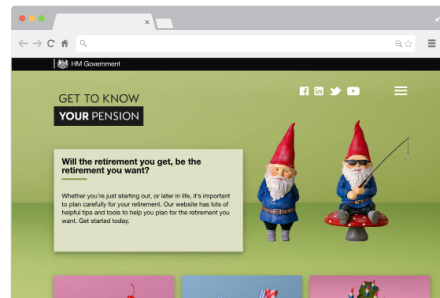 HM Government
GET TO KNOW
YOUR PENSION
Will the retirement you get, be the
retirement you want?
Whether you're just starting out, or later in life, it's important
to plan carefully for your retirement. Our website has lots of
helpful tips and tools to help you plan for the retirement you
want. Get started today.